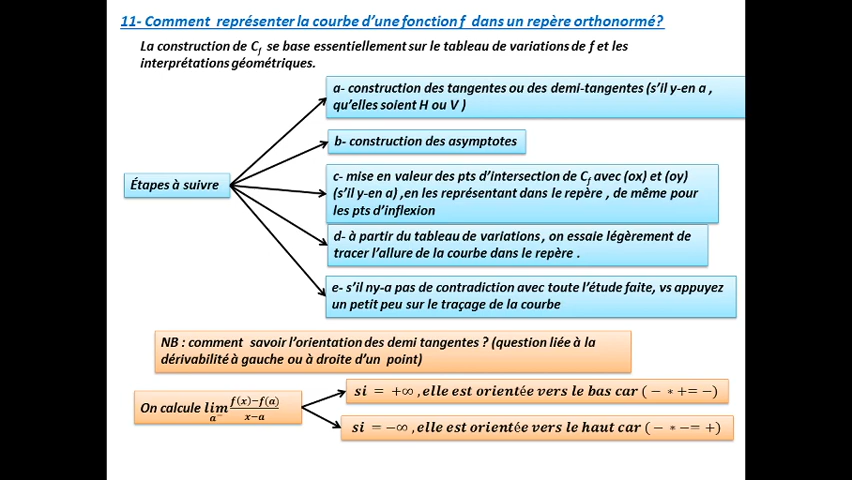 11- Comment représenter la courbe d'une fonction f dans un repère orthonormé?
La construction de C_f se base essentiellement sur le tableau de variations de f et les
interprétations géométriques.
Étapes à suivre
a- construction des tangentes ou des demi-tangentes (s'il y-en a ,
qu'elles soient H ou V )
b- construction des asymptotes
c- mise en valeur des pts d'intersection de C_f avec (ox) et (oy)
(s'il y-en a) ,en les représentant dans le repère , de même pour
les pts d'inflexion
d- à partir du tableau de variations , on essaie légèrement de
tracer l'allure de la courbe dans le repère .
e- s'il ny-a pas de contradiction avec toute l'étude faite, vs appuyez
un petit peu sur le traçage de la courbe
NB : comment savoir l'orientation des demi tangentes ? (question liée à la
dérivabilité à gauche ou à droite d'un point)
On calcule lim_{a^-} (f(x)-f(a))/(x-a)
si = +∞ , elle est orientée vers le bas car (- * + = -)
si = -∞ , elle est orientée vers le haut car (- * - = +)